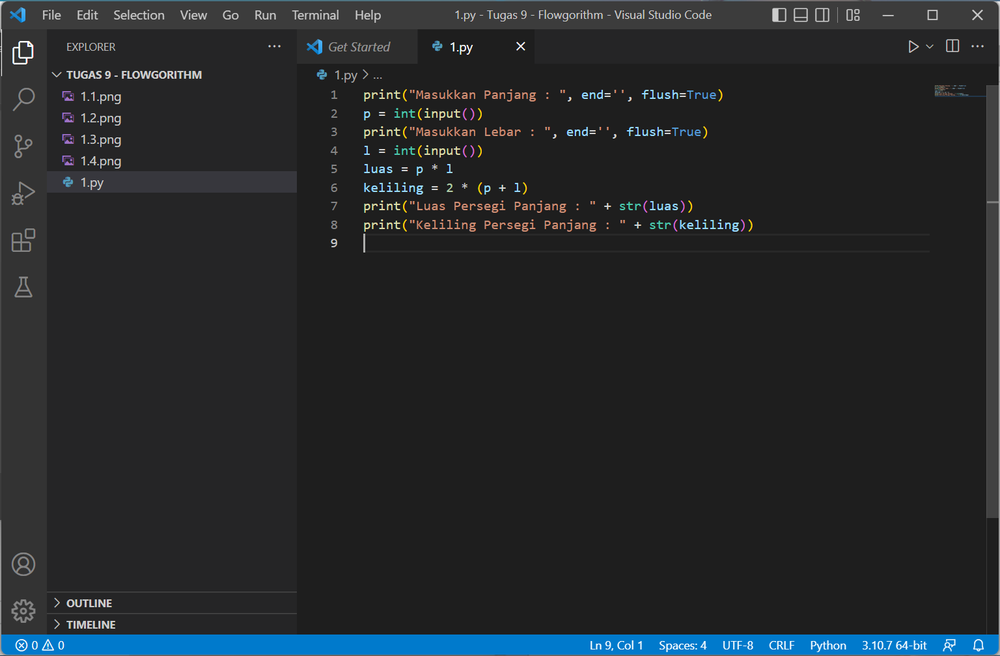 File Edit Selection View Go Run Terminal Help 1.py - Tugas 9 - Flowgorithm - Visual Studio Code
EXPLORER
TUGAS 9 - FLOWGORITHM
1.1.png
1.2.png
1.3.png
1.4.png
1.py
OUTLINE
TIMELINE
Get Started 1.py
1.py > ...
1 print("Masukkan Panjang : ", end='', flush=True)
2 p = int(input())
3 print("Masukkan Lebar : ", end='', flush=True)
4 l = int(input())
5 luas = p * l
6 keliling = 2 * (p + l)
7 print("Luas Persegi Panjang : " + str(luas))
8 print("Keliling Persegi Panjang : " + str(keliling))
9
0 0 Ln 9, Col 1 Spaces: 4 UTF-8 CRLF Python 3.10.7 64-bit